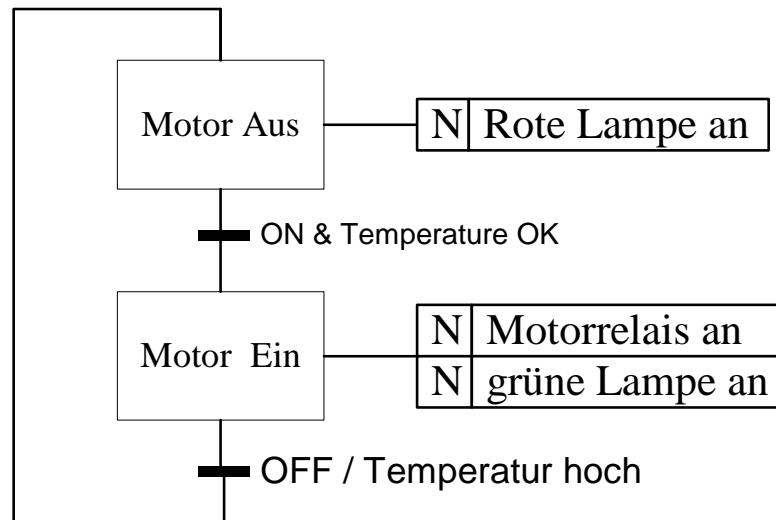 Motor Aus
N Rote Lampe an
ON & Temperature OK
Motor Ein
N Motorrelais an
N grüne Lampe an
OFF / Temperatur hoch